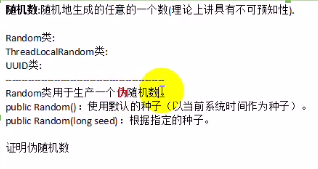 随机数:随机地生成的任意的一个数(理论上讲具有不可预知性).
Random类:
ThreadLocalRandom类:
UUID类:
----------------------------------------------
Random类用于生产一个伪随机数.
public Random()：使用默认的种子（以当前系统时间作为种子）。
public Random(long seed)：根据指定的种子。
证明伪随机数